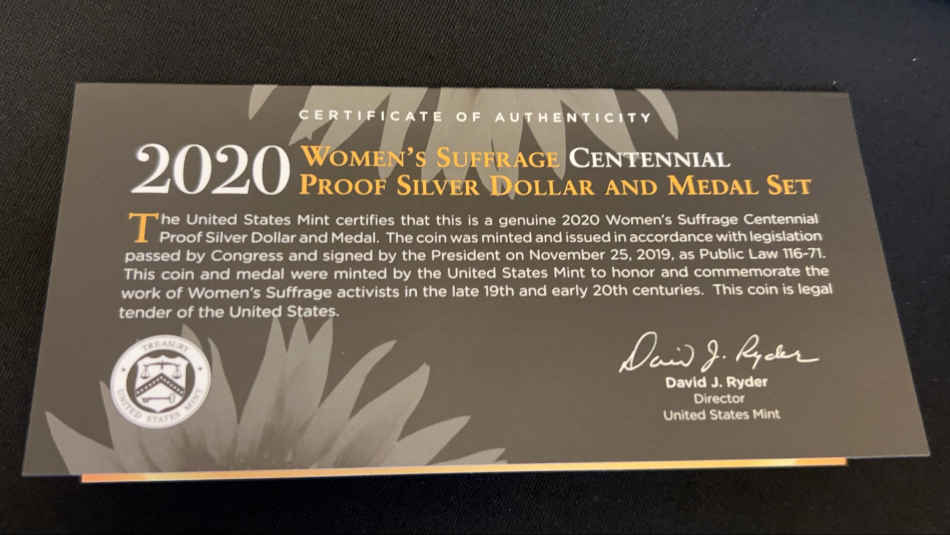 CERTIFICATE OF AUTHENTICITY
2020 WOMEN'S SUFFRAGE CENTENNIAL
PROOF SILVER DOLLAR AND MEDAL SET
The United States Mint certifies that this is a genuine 2020 Women's Suffrage Centennial
Proof Silver Dollar and Medal. The coin was minted and issued in accordance with legislation
passed by Congress and signed by the President on November 25, 2019, as Public Law 116-71.
This coin and medal were minted by the United States Mint to honor and commemorate the
work of Women's Suffrage activists in the late 19th and early 20th centuries. This coin is legal
tender of the United States.
TREASURY
UNITED STATES MINT
David J. Ryder
David J. Ryder
Director
United States Mint